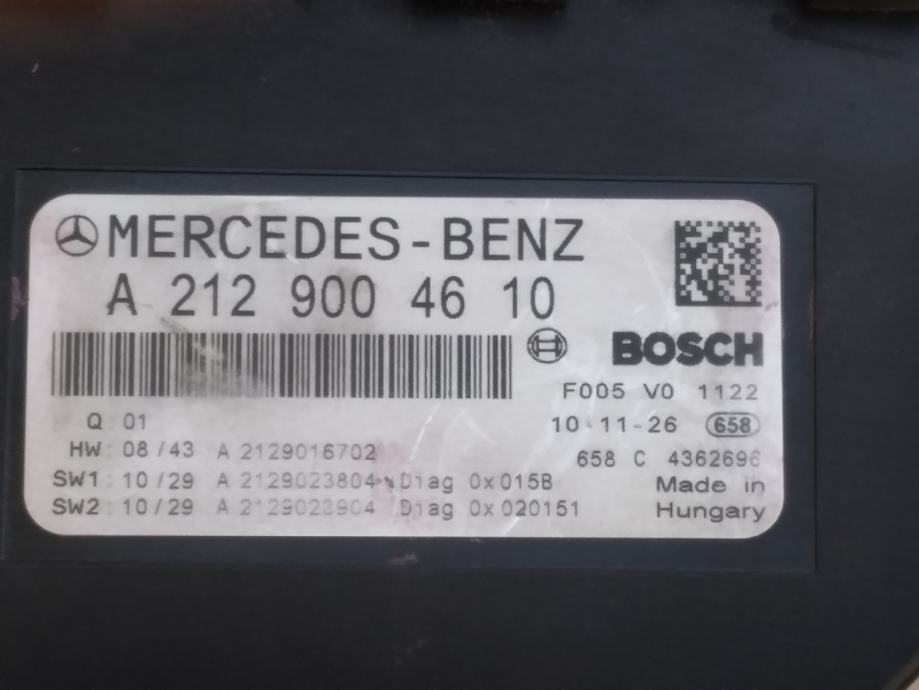 MERCEDES-BENZ
A 212 900 46 10
BOSCH
F005 V0 1122
Q: 01
10-11-26 658
HW: 08/43 A 2129016702
658 C 4362696
SW1: 10/29 A 2129023804 Diag 0x015B
Made in
SW2: 10/29 A 2129023904 Diag 0x020151
Hungary